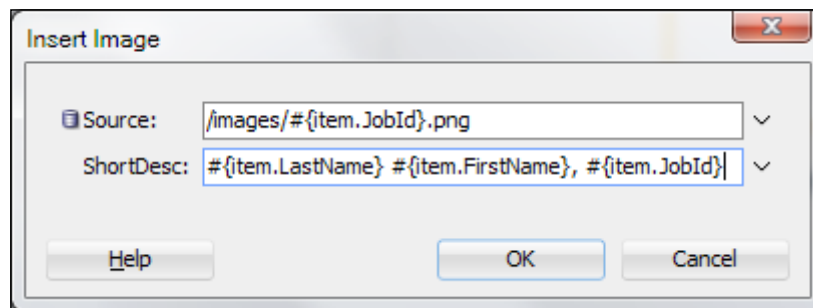 Insert Image
Source: /images/#{item.JobId}.png
ShortDesc: #{item.LastName} #{item.FirstName}, #{item.JobId}
Help OK Cancel